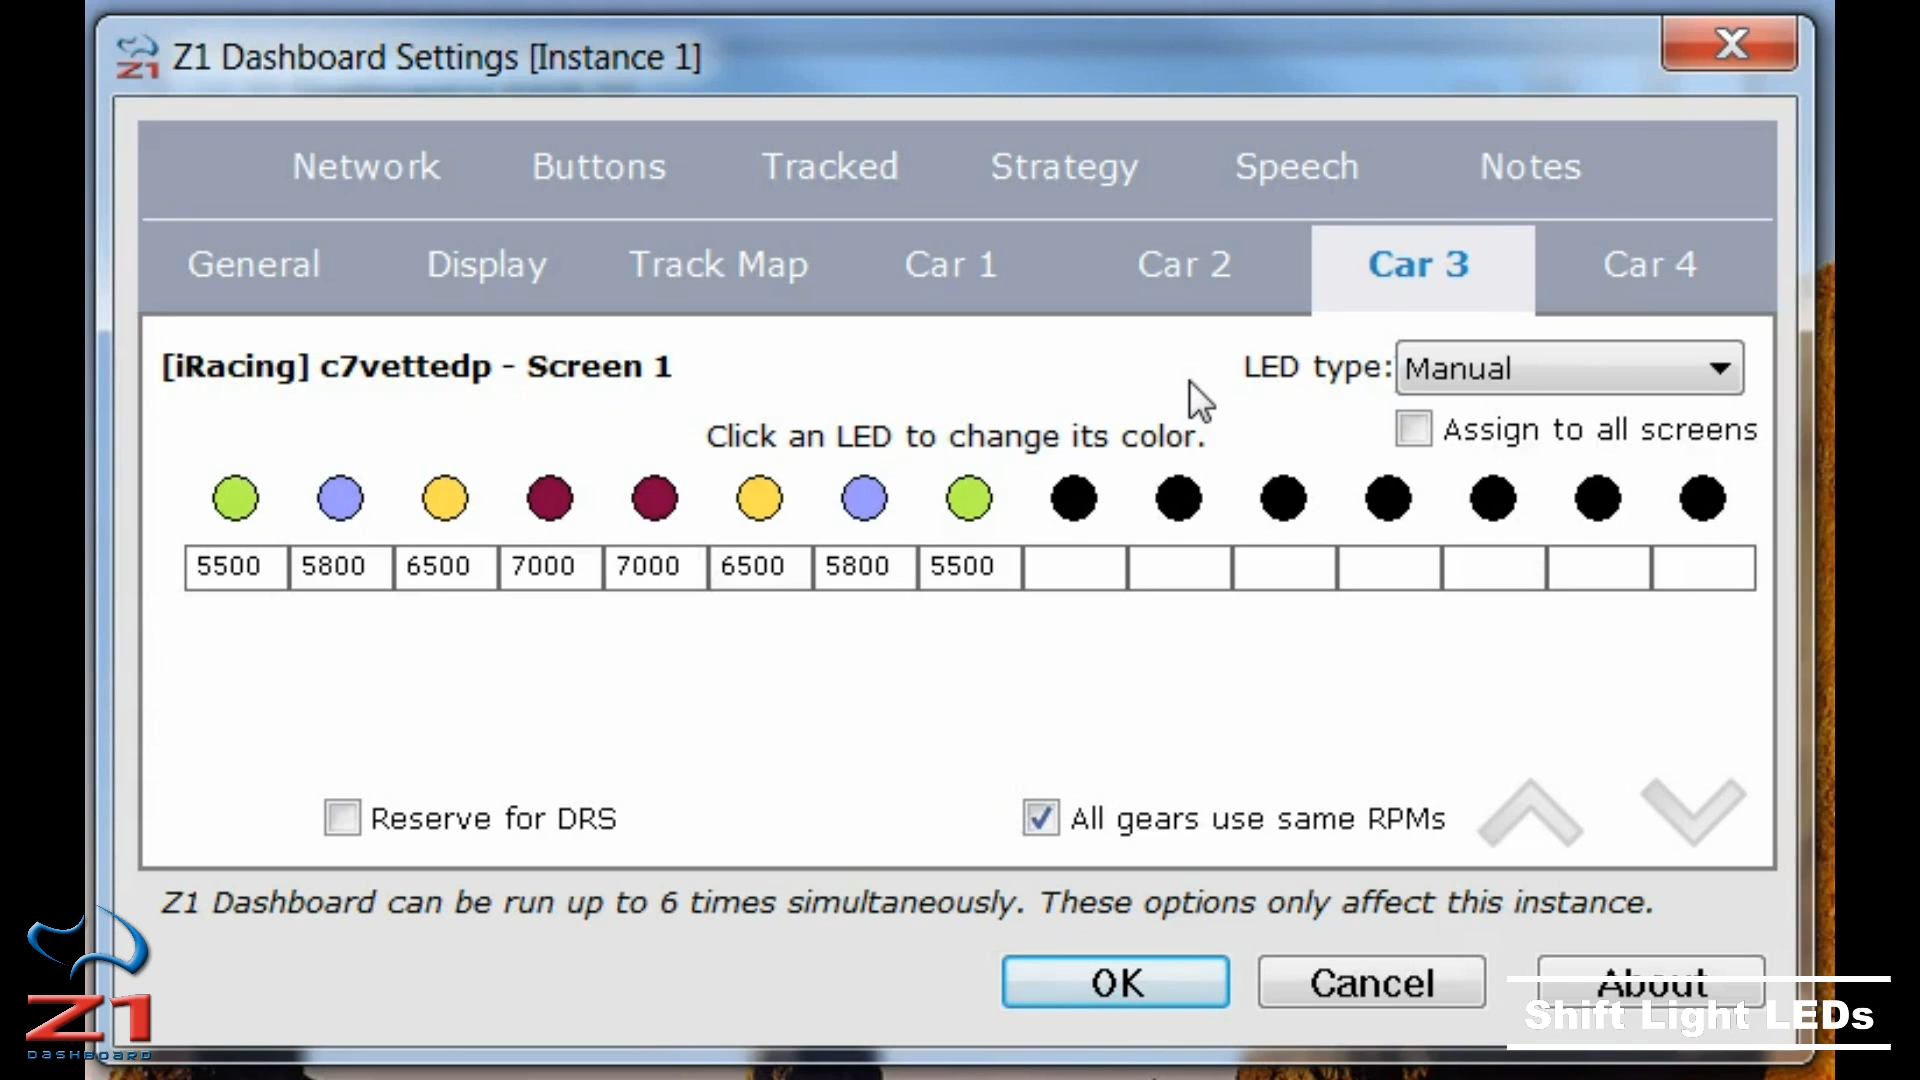 Z1 Dashboard Settings [Instance 1]
Network Buttons Tracked Strategy Speech Notes
General Display Track Map Car 1 Car 2 Car 3 Car 4
[iRacing] c7vettedp - Screen 1
LED type: Manual
Assign to all screens
Click an LED to change its color.
5500 5800 6500 7000 7000 6500 5800 5500
Reserve for DRS
All gears use same RPMs
Z1 Dashboard can be run up to 6 times simultaneously. These options only affect this instance.
OK Cancel About
Shift Light LEDs
Z1
DASHBOARD